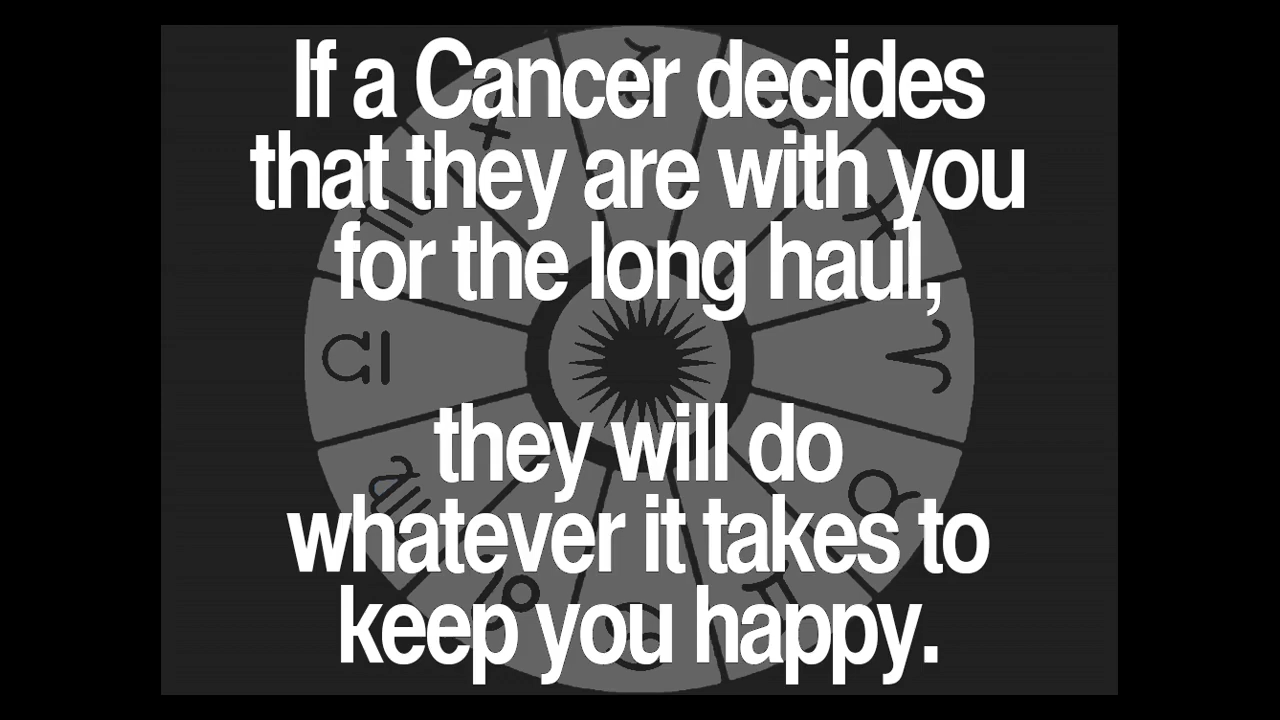 If a Cancer decides
that they are with you
for the long haul,
they will do
whatever it takes to
keep you happy.